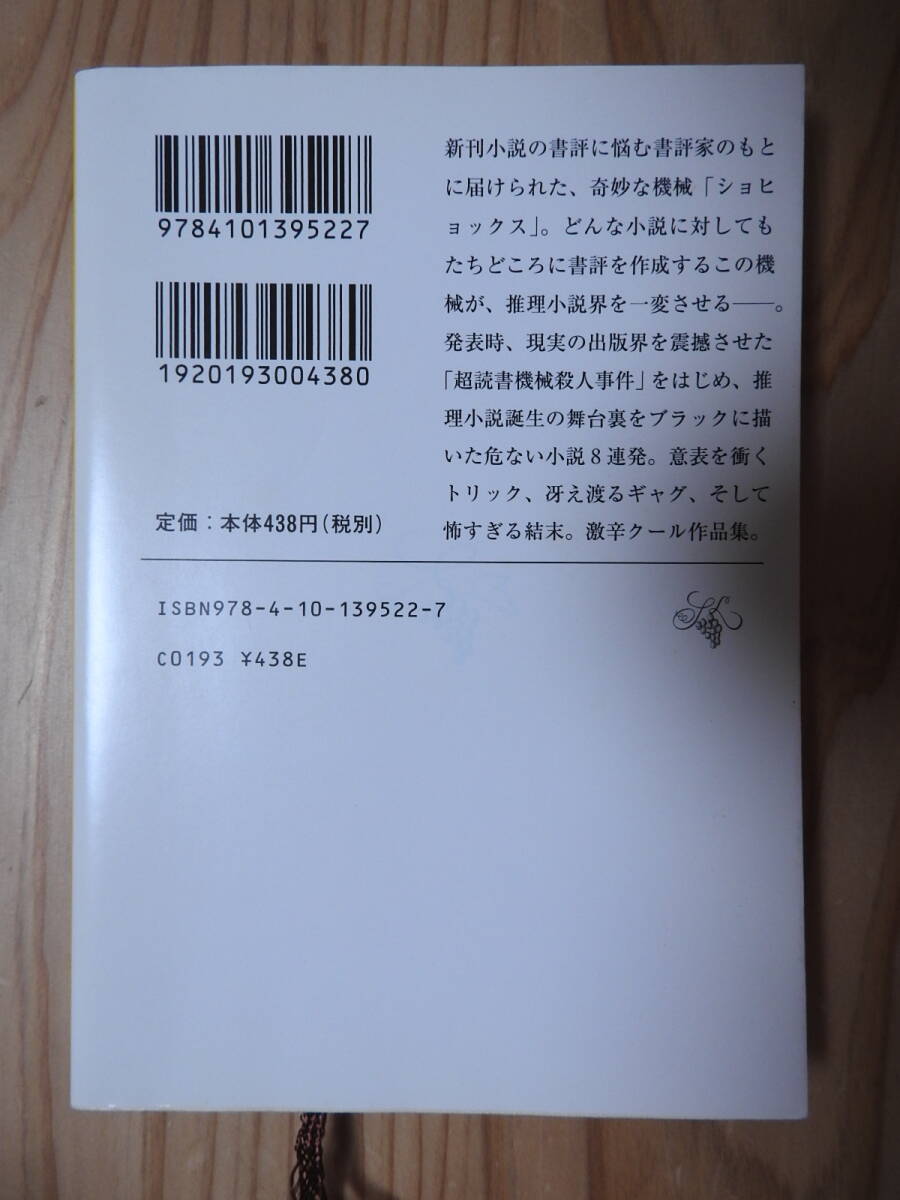 9784101395227
1920193004380
定価：本体438円（税別）
新刊小説の書評に悩む書評家のもと
に届けられた、奇妙な機械「ショヒ
ョックス」。どんな小説に対しても
たちどころに書評を作成するこの機
械が、推理小説界を一変させる――。
発表時、現実の出版界を震撼させた
「超読書機械殺人事件」をはじめ、推
理小説誕生の舞台裏をブラックに描
いた危ない小説８連発。意表を衝く
トリック、冴え渡るギャグ、そして
怖すぎる結末。激辛クール作品集。
ISBN978-4-10-139522-7
C0193 ¥438E